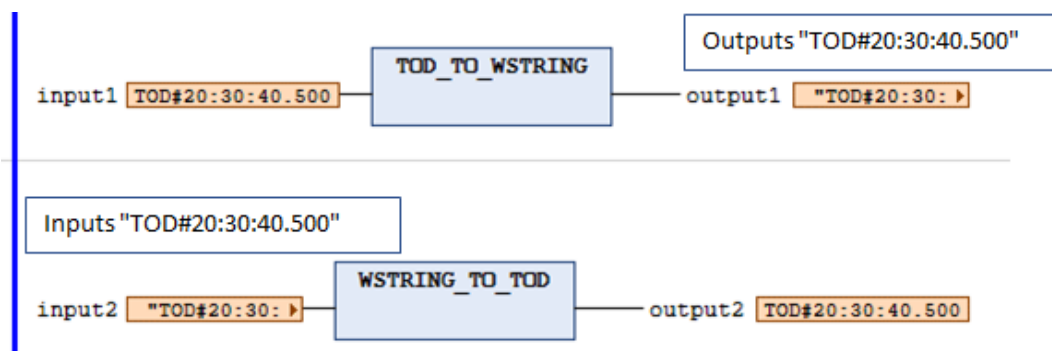 Outputs "TOD#20:30:40.500"
TOD_TO_WSTRING
input1 TOD#20:30:40.500
output1 "TOD#20:30:
Inputs "TOD#20:30:40.500"
WSTRING_TO_TOD
input2 "TOD#20:30:
output2 TOD#20:30:40.500